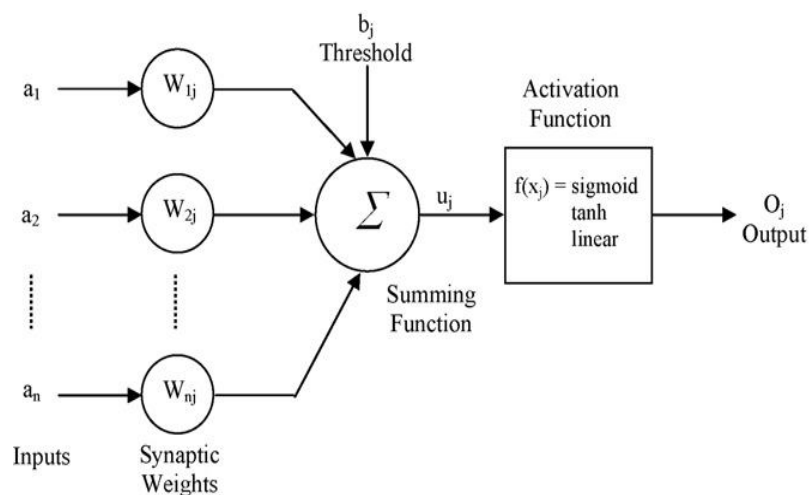 b_j
Threshold
a_1
W_1j
Activation
Function
a_2
W_2j
Σ
u_j
f(x_j) = sigmoid
tanh
linear
O_j
Output
Summing
Function
a_n
W_nj
Inputs
Synaptic
Weights